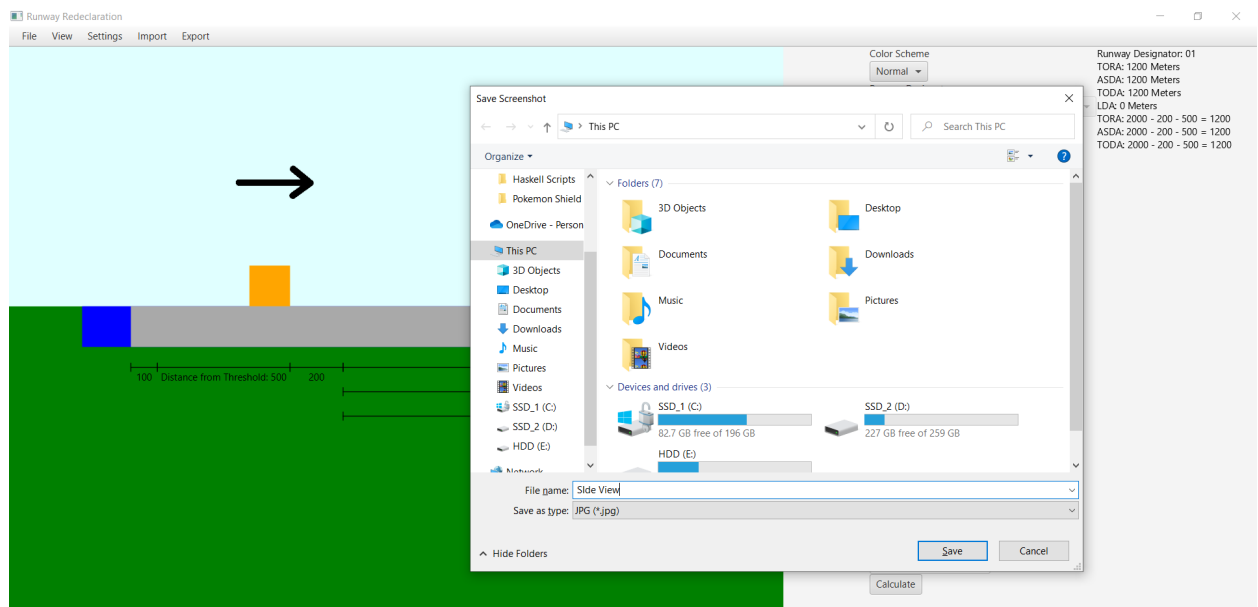 Runway Redeclaration
File View Settings Import Export
Color Scheme
Normal
Runway Designator: 01
TORA: 1200 Meters
ASDA: 1200 Meters
TODA: 1200 Meters
LDA: 0 Meters
TORA: 2000 - 200 - 500 = 1200
ASDA: 2000 - 200 - 500 = 1200
TODA: 2000 - 200 - 500 = 1200
100 Distance from Threshold: 500 200
Save Screenshot
This PC
Search This PC
Organize
Haskell Scripts
Pokemon Shield
OneDrive - Person
This PC
3D Objects
Desktop
Documents
Downloads
Music
Pictures
Videos
SSD_1 (C:)
SSD_2 (D:)
HDD (E:)
Network
Folders (7)
3D Objects
Desktop
Documents
Downloads
Music
Pictures
Videos
Devices and drives (3)
SSD_1 (C:)
82.7 GB free of 196 GB
SSD_2 (D:)
227 GB free of 259 GB
HDD (E:)
File name: SIde View
Save as type: JPG (*.jpg)
Hide Folders
Save
Cancel
Calculate